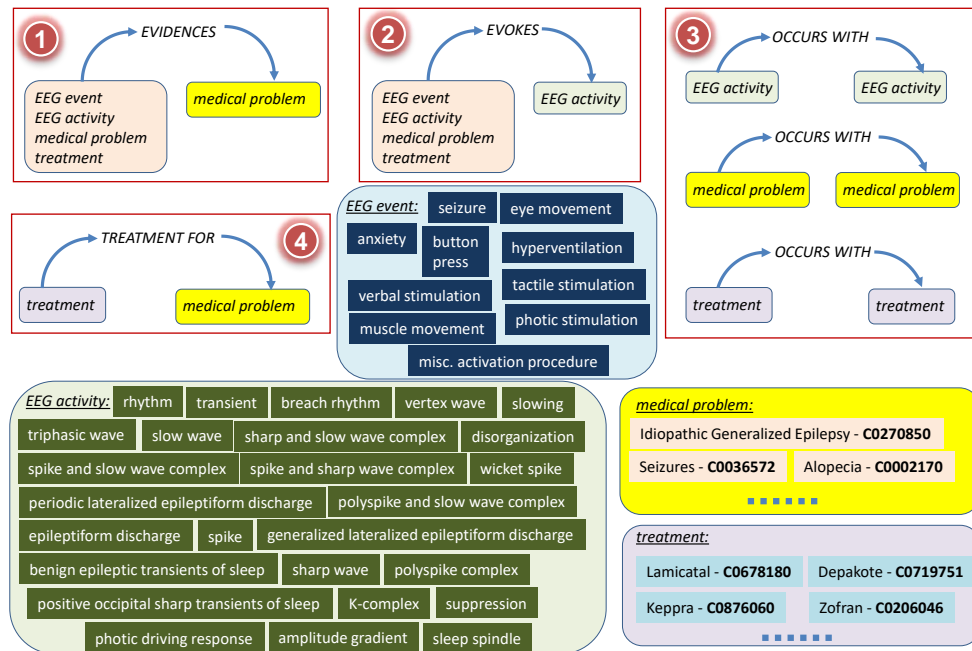 1
EVIDENCES
EEG event
EEG activity
medical problem
treatment
medical problem
2
EVOKES
EEG event
EEG activity
medical problem
treatment
EEG activity
3
OCCURS WITH
EEG activity
EEG activity
OCCURS WITH
medical problem
medical problem
OCCURS WITH
treatment
treatment
TREATMENT FOR
4
treatment
medical problem
EEG event:
seizure
eye movement
anxiety
button
press
hyperventilation
verbal stimulation
tactile stimulation
muscle movement
photic stimulation
misc. activation procedure
EEG activity:
rhythm
transient
breach rhythm
vertex wave
slowing
triphasic wave
slow wave
sharp and slow wave complex
disorganization
spike and slow wave complex
spike and sharp wave complex
wicket spike
periodic lateralized epileptiform discharge
polyspike and slow wave complex
epileptiform discharge
spike
generalized lateralized epileptiform discharge
benign epileptic transients of sleep
sharp wave
polyspike complex
positive occipital sharp transients of sleep
K-complex
suppression
photic driving response
amplitude gradient
sleep spindle
medical problem:
Idiopathic Generalized Epilepsy - C0270850
Seizures - C0036572
Alopecia - C0002170
treatment:
Lamicatal - C0678180
Depakote - C0719751
Keppra - C0876060
Zofran - C0206046